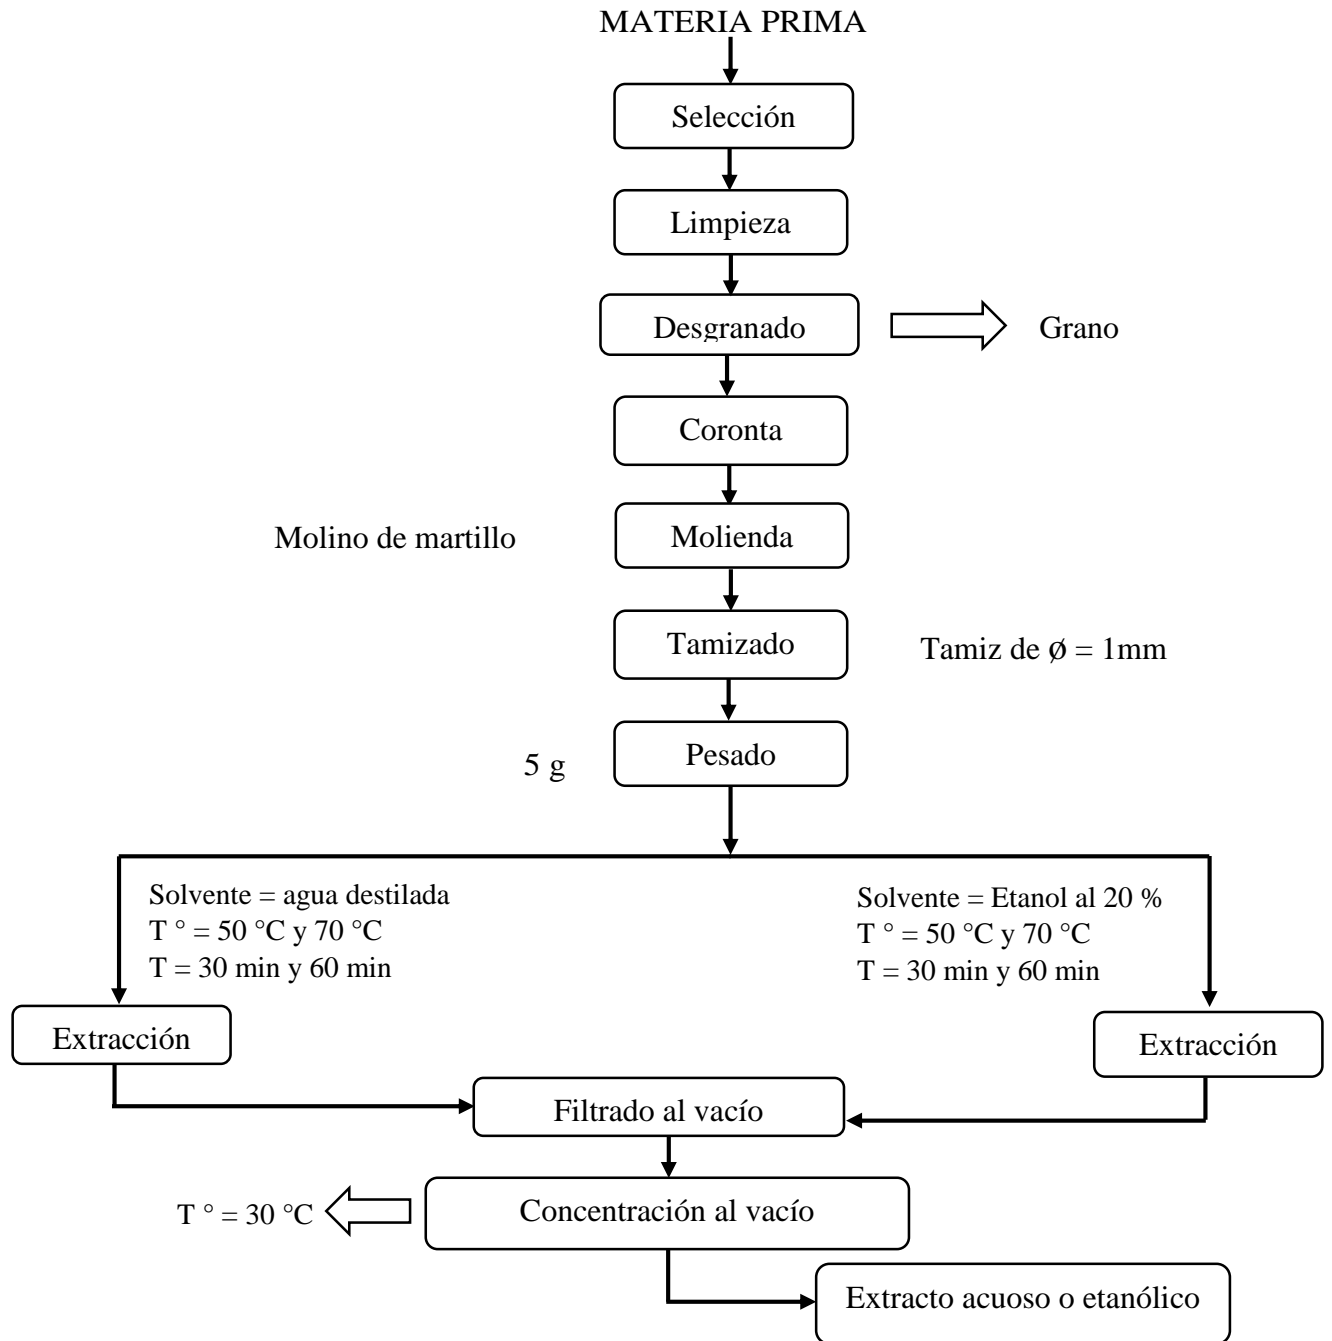 MATERIA PRIMA
Selección
Limpieza
Desgranado
Grano
Coronta
Molino de martillo
Molienda
Tamizado
Tamiz de ø = 1mm
5 g
Pesado
Solvente = agua destilada
T ° = 50 °C y 70 °C
T = 30 min y 60 min
Solvente = Etanol al 20 %
T ° = 50 °C y 70 °C
T = 30 min y 60 min
Extracción
Extracción
Filtrado al vacío
T ° = 30 °C
Concentración al vacío
Extracto acuoso o etanólico